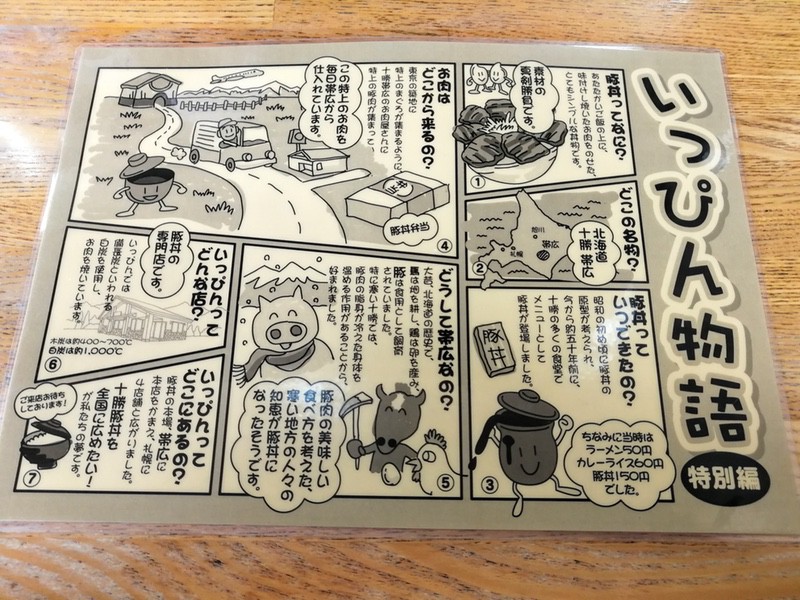 いっぴん物語
特別編
豚丼ってなに?
あたたかいご飯の上に、
味付けし焼いたお肉をのせた、
とてもシンプルな丼物です。
素材の
真剣勝負です。
①
どこの名物?
北海道
十勝 帯広
旭川
札幌
帯広
②
豚丼って
いつできたの?
昭和の初め頃に豚丼の
原型が考えられ、
今から約五十年前に、
十勝の多くの食堂で
メニューとして
豚丼が登場しました。
豚丼
ちなみに当時は
ラーメン50円
カレーライス60円
豚丼150円
でした。
③
お肉は
どこから来るの?
東京の築地に
特上のまぐろが集まるように、
十勝帯広のお肉屋さんに
特上の豚肉が集まって、
この特上のお肉を
毎日帯広から
仕入れています。
豚丼弁当
④
どうして帯広なの?
大昔、北海道の歴史で、
馬は地を耕し、鶏は卵を産み、
豚は食用として飼育
されていました。
特に寒い十勝では、
豚肉の脂身が冷えた身体を
温める作用があることから、
好まれました。
豚肉の美味しい
食べ方を考えた、
寒い地方の人々の
知恵が豚丼に
なったそうです。
⑤
いっぴんって
どんな店?
豚丼の
専門店です。
いっぴんでは
備長炭といわれる
白炭を使用し、
お肉を焼いています。
木炭は約400~700℃
白炭は約1,000℃
⑥
いっぴんって
どこにあるの?
豚丼の本場、帯広に
本店をかまえ、札幌に
4店舗と広がりました。
十勝豚丼を
全国に広めたい!
が私たちの夢です。
ご来店お待ち
しております!
⑦